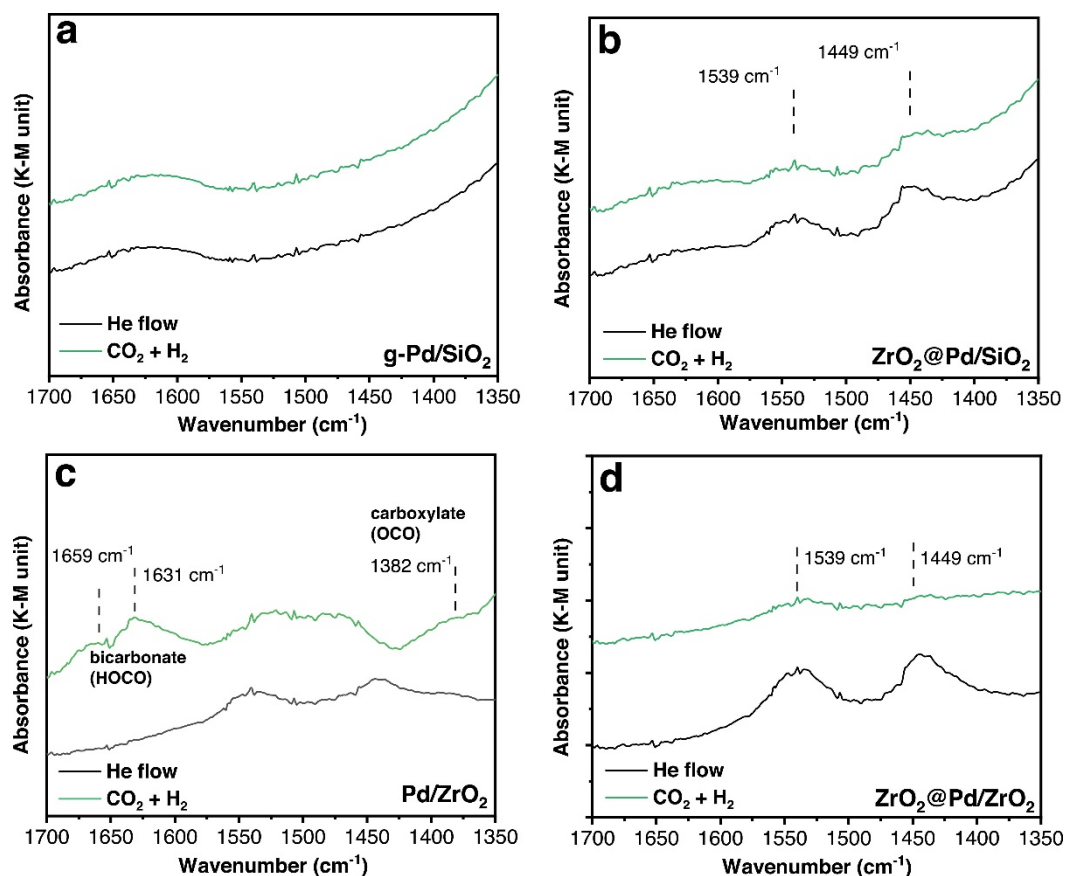 a
Absorbance (K-M unit)
He flow
CO₂ + H₂
g-Pd/SiO₂
1700 1650 1600 1550 1500 1450 1400 1350
Wavenumber (cm⁻¹)
b
1539 cm⁻¹
1449 cm⁻¹
Absorbance (K-M unit)
He flow
CO₂ + H₂
ZrO₂@Pd/SiO₂
1700 1650 1600 1550 1500 1450 1400 1350
Wavenumber (cm⁻¹)
c
carboxylate
(OCO)
1659 cm⁻¹
1631 cm⁻¹
1382 cm⁻¹
bicarbonate
(HOCO)
Absorbance (K-M unit)
He flow
CO₂ + H₂
Pd/ZrO₂
1700 1650 1600 1550 1500 1450 1400 1350
Wavenumber (cm⁻¹)
d
1539 cm⁻¹
1449 cm⁻¹
Absorbance (K-M unit)
He flow
CO₂ + H₂
ZrO₂@Pd/ZrO₂
1700 1650 1600 1550 1500 1450 1400 1350
Wavenumber (cm⁻¹)